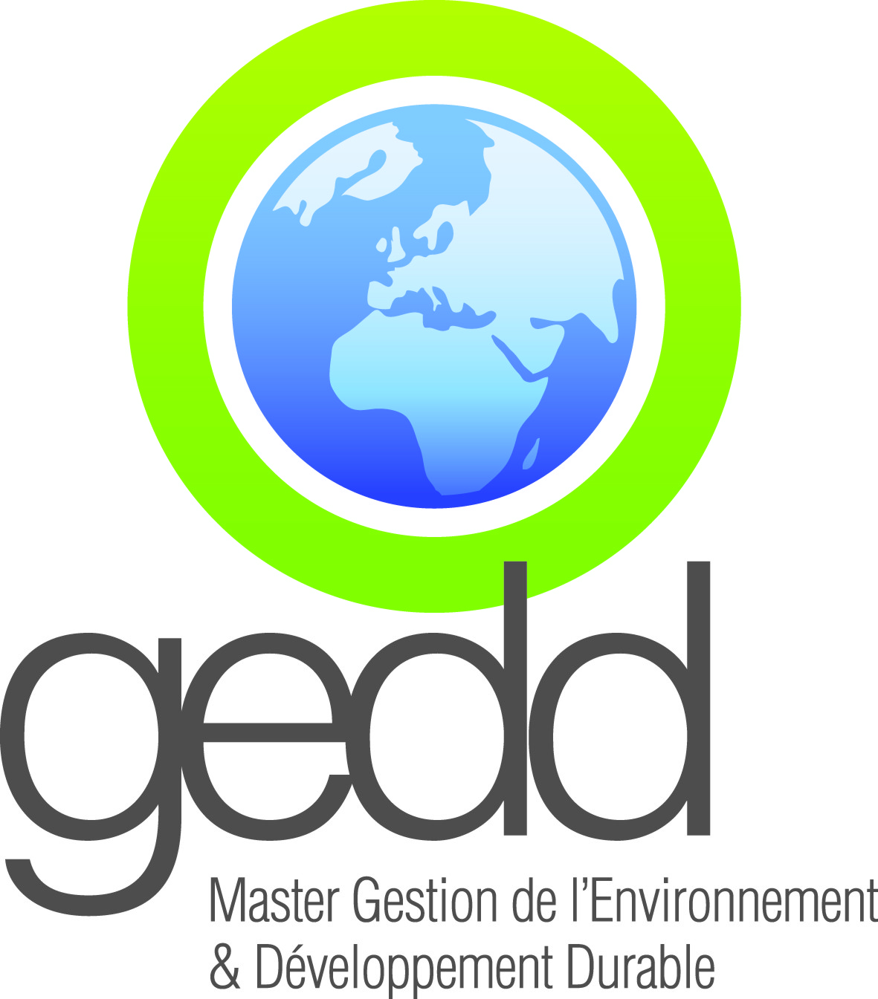 gedd
Master Gestion de l’Environnement
& Développement Durable